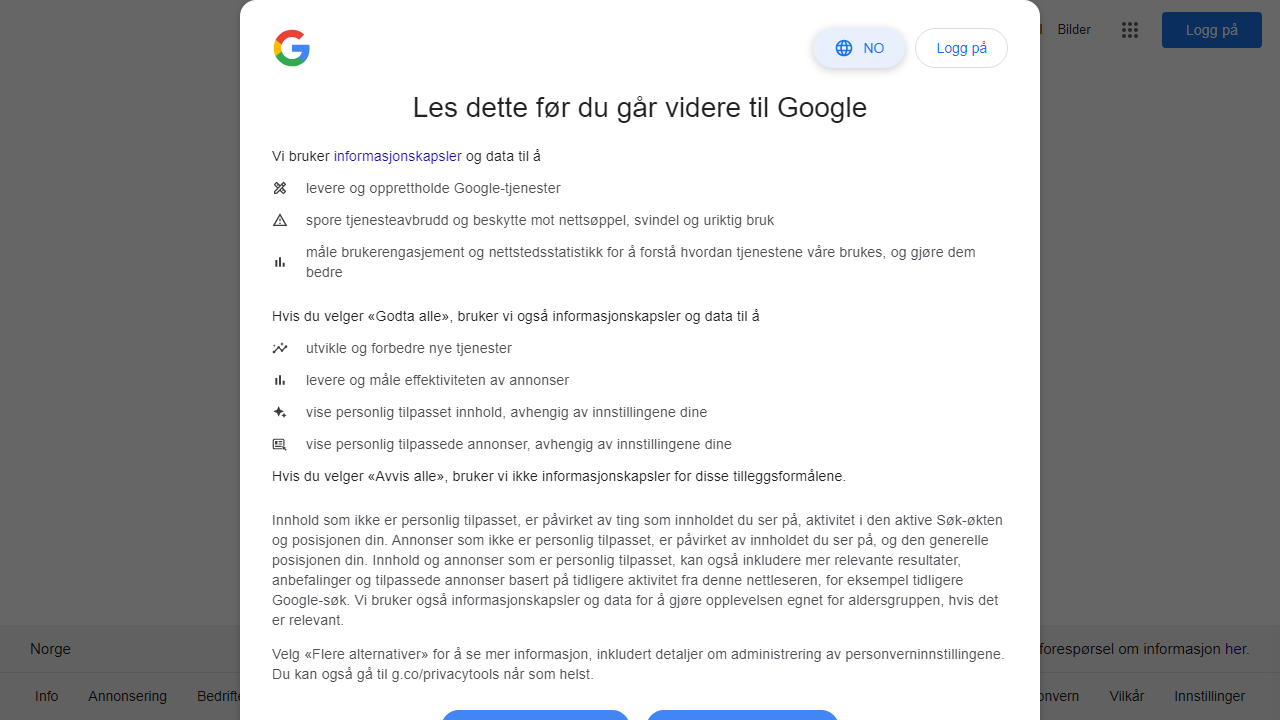 Bilder
Logg på
NO
Logg på
Les dette før du går videre til Google
Vi bruker informasjonskapsler og data til å
levere og opprettholde Google-tjenester
spore tjenesteavbrudd og beskytte mot nettsøppel, svindel og uriktig bruk
måle brukerengasjement og nettstedsstatistikk for å forstå hvordan tjenestene våre brukes, og gjøre dem
bedre
Hvis du velger «Godta alle», bruker vi også informasjonskapsler og data til å
utvikle og forbedre nye tjenester
levere og måle effektiviteten av annonser
vise personlig tilpasset innhold, avhengig av innstillingene dine
vise personlig tilpassede annonser, avhengig av innstillingene dine
Hvis du velger «Avvis alle», bruker vi ikke informasjonskapsler for disse tilleggsformålene.
Innhold som ikke er personlig tilpasset, er påvirket av ting som innholdet du ser på, aktivitet i den aktive Søk-økten
og posisjonen din. Annonser som ikke er personlig tilpasset, er påvirket av innholdet du ser på, og den generelle
posisjonen din. Innhold og annonser som er personlig tilpasset, kan også inkludere mer relevante resultater,
anbefalinger og tilpassede annonser basert på tidligere aktivitet fra denne nettleseren, for eksempel tidligere
Google-søk. Vi bruker også informasjonskapsler og data for å gjøre opplevelsen egnet for aldersgruppen, hvis det
er relevant.
Velg «Flere alternativer» for å se mer informasjon, inkludert detaljer om administrering av personverninnstillingene.
Du kan også gå til g.co/privacytools når som helst.
Norge
forespørsel om informasjon her.
Info Annonsering Vilkår Innstillinger